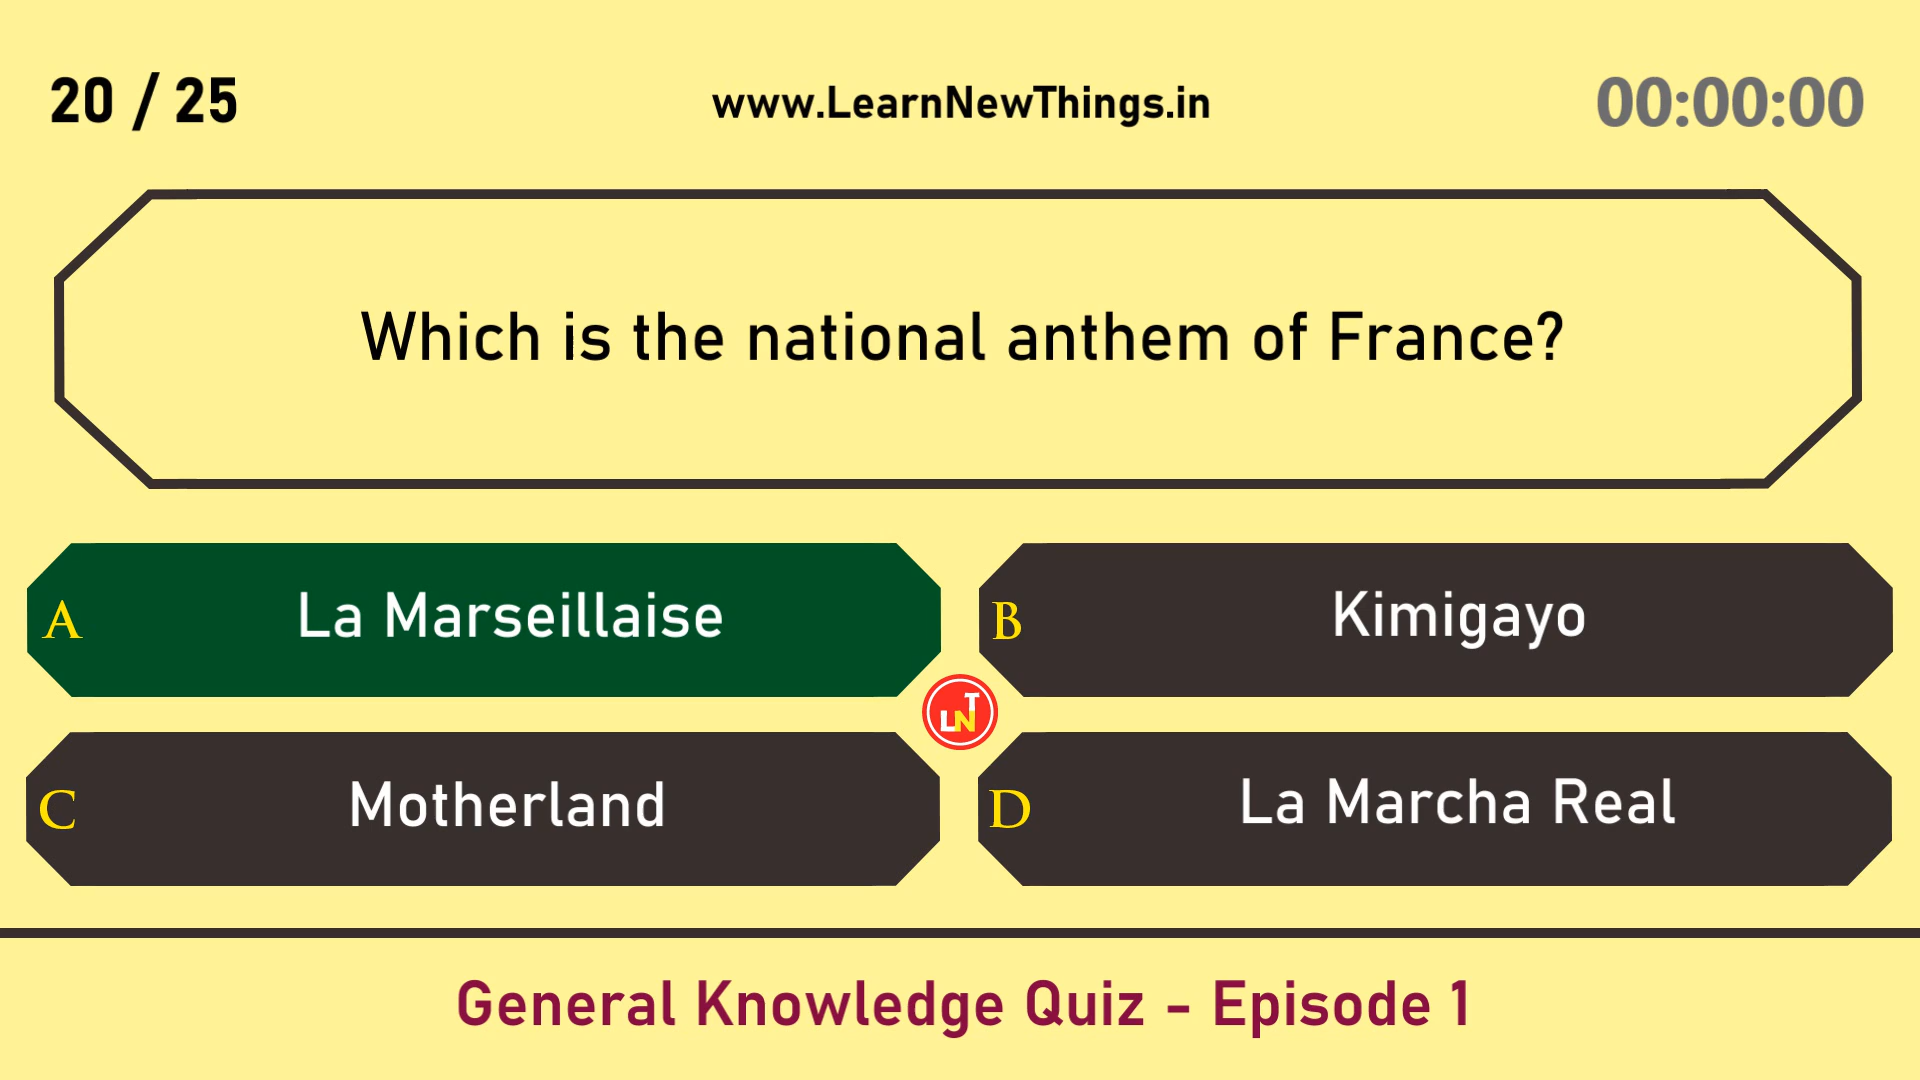 20 / 25
www.LearnNewThings.in
00:00:00
Which is the national anthem of France?
A La Marseillaise
B Kimigayo
LNT
C Motherland
D La Marcha Real
General Knowledge Quiz - Episode 1